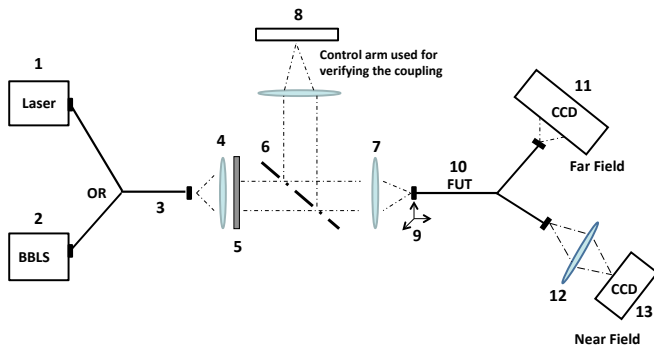 8
Control arm used for
verifying the coupling
1
Laser
11
CCD
Far Field
4
6
7
10
FUT
OR
3
9
5
2
BBLS
12
CCD
13
Near Field